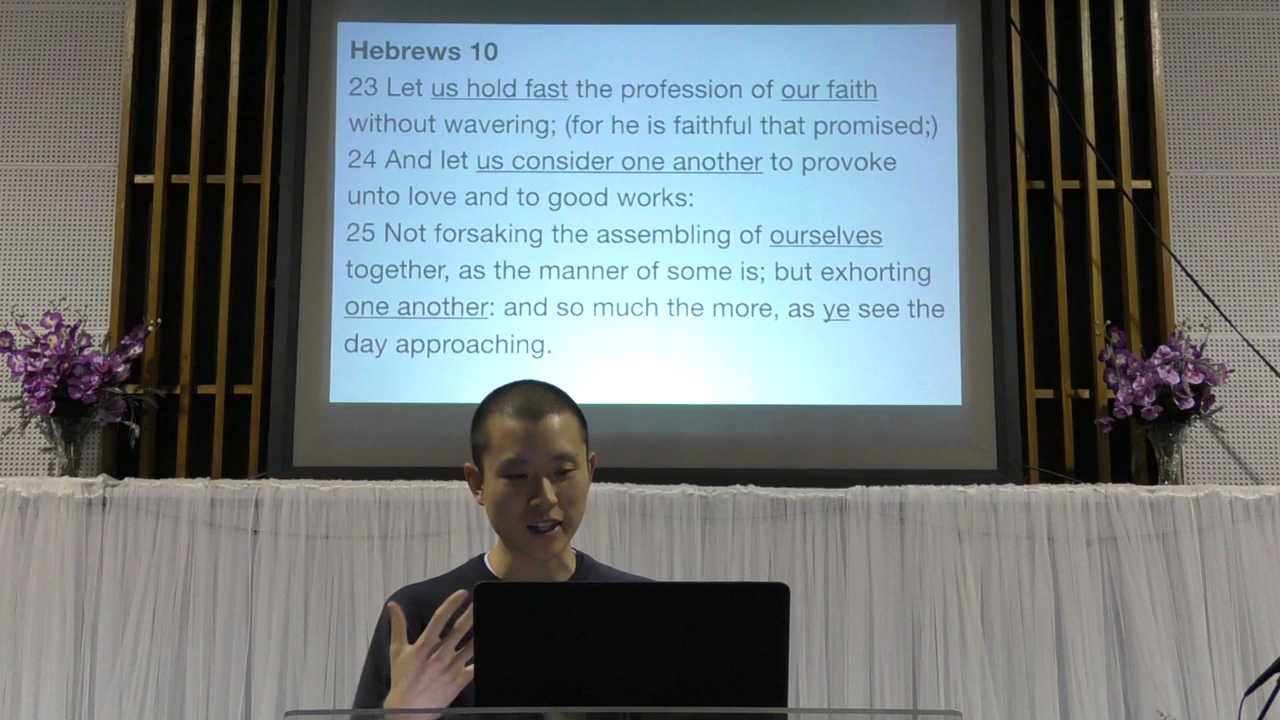 Hebrews 10
23 Let us hold fast the profession of our faith
without wavering; (for he is faithful that promised;)
24 And let us consider one another to provoke
unto love and to good works:
25 Not forsaking the assembling of ourselves
together, as the manner of some is; but exhorting
one another: and so much the more, as ye see the
day approaching.